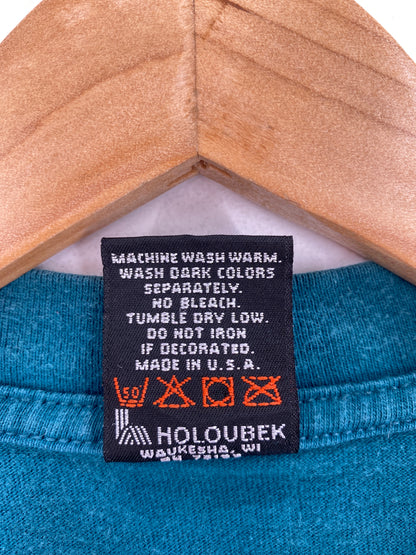 MACHINE WASH WARM.
WASH DARK COLORS
SEPARATELY.
NO BLEACH.
TUMBLE DRY LOW.
DO NOT IRON
IF DECORATED.
MADE IN U.S.A.
50
HOLOUBEK
WAUKESHA, WI